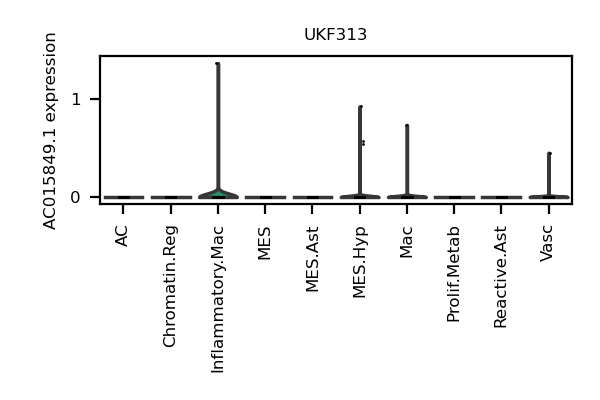 UKF313
AC015849.1 expression
1
0
AC
Chromatin.Reg
Inflammatory.Mac
MES
MES.Ast
MES.Hyp
Mac
Prolif.Metab
Reactive.Ast
Vasc